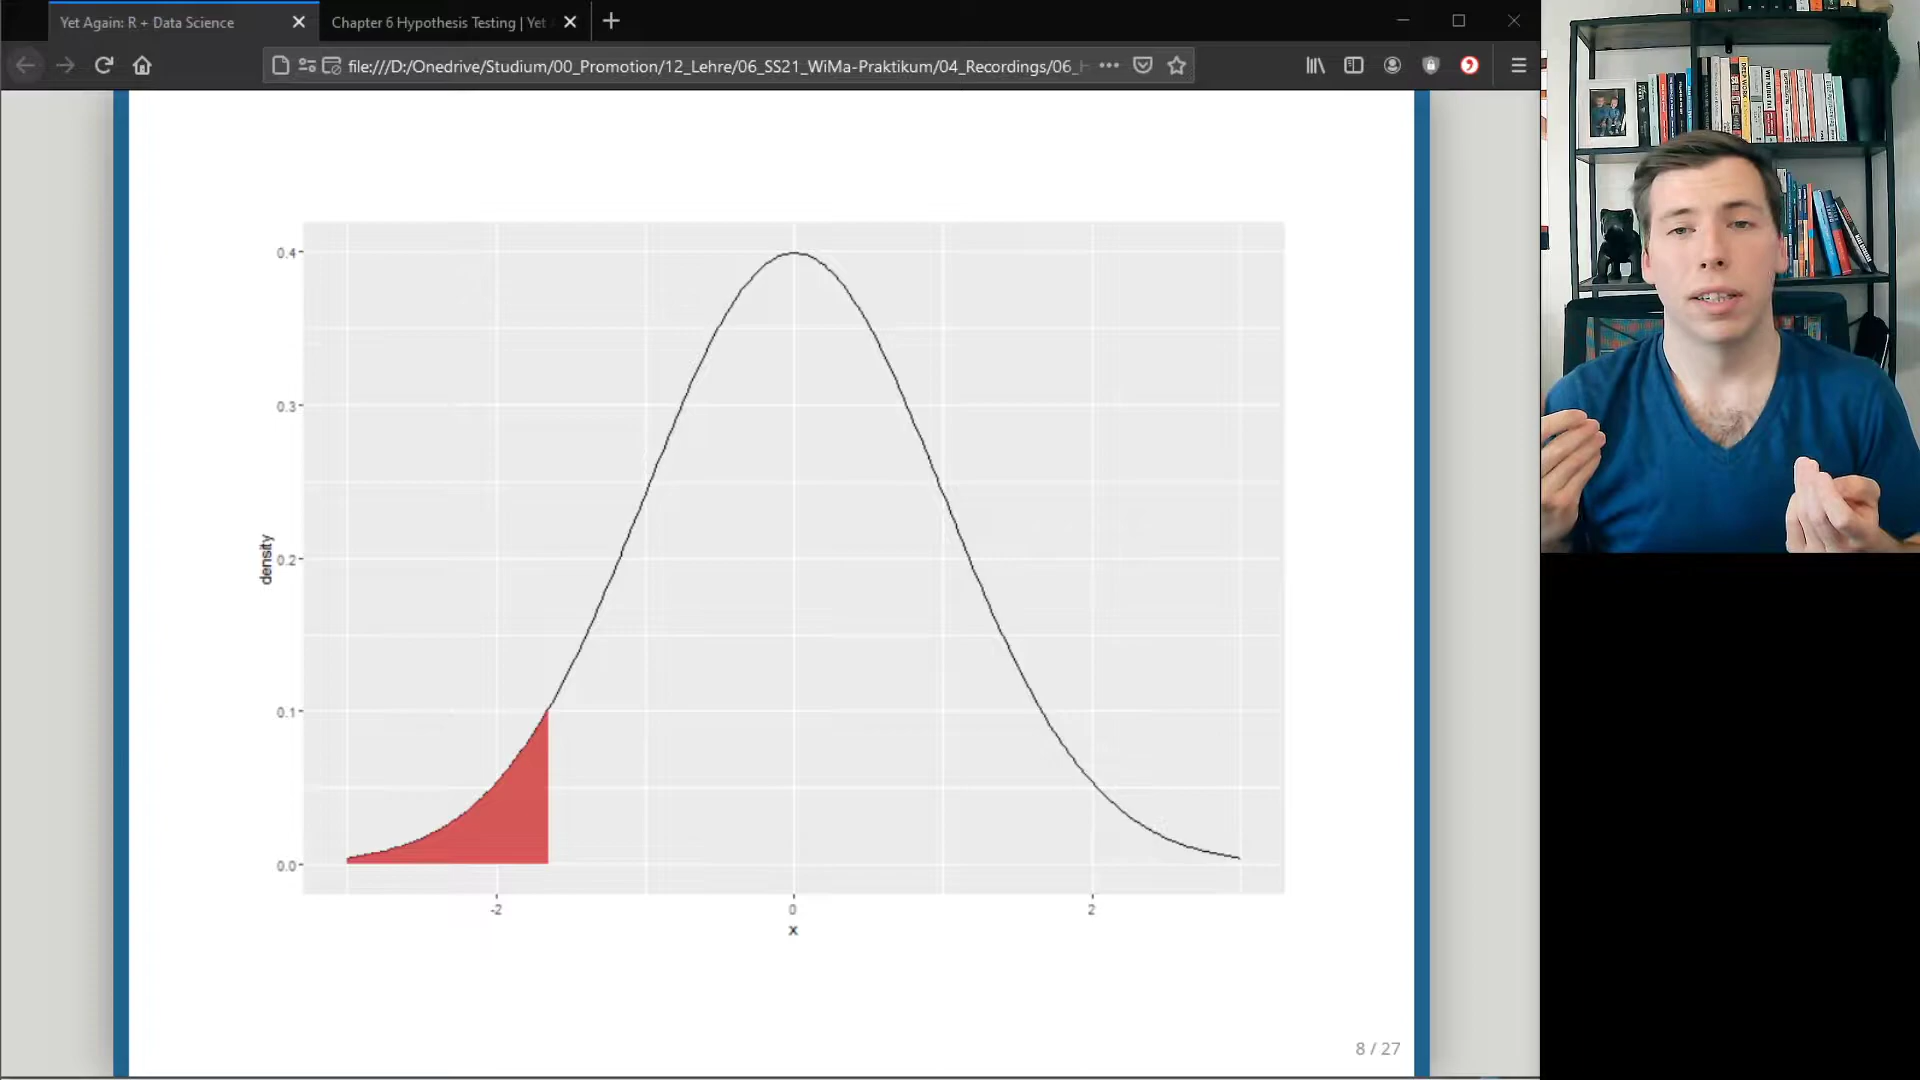 Yet Again: R + Data Science
Chapter 6 Hypothesis Testing | Yet
file:///D:/Onedrive/Studium/00_Promotion/12_Lehre/06_SS21_WiMa-Praktikum/04_Recordings/06_H
0.4
0.3
density
0.2
0.1
0.0
-2
0
2
x
8 / 27